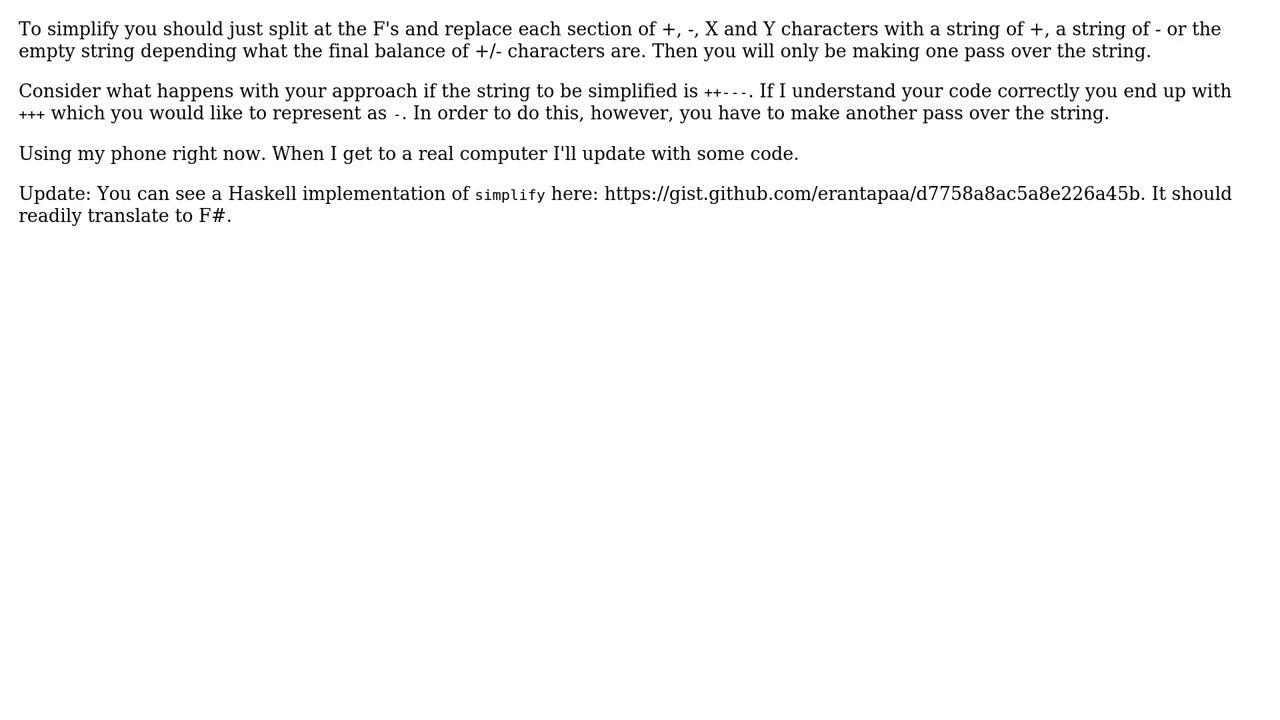 To simplify you should just split at the F's and replace each section of +, -, X and Y characters with a string of +, a string of - or the
empty string depending what the final balance of +/- characters are. Then you will only be making one pass over the string.
Consider what happens with your approach if the string to be simplified is ++---. If I understand your code correctly you end up with
+++ which you would like to represent as -. In order to do this, however, you have to make another pass over the string.
Using my phone right now. When I get to a real computer I'll update with some code.
Update: You can see a Haskell implementation of simplify here: https://gist.github.com/erantapaa/d7758a8ac5a8e226a45b. It should
readily translate to F#.